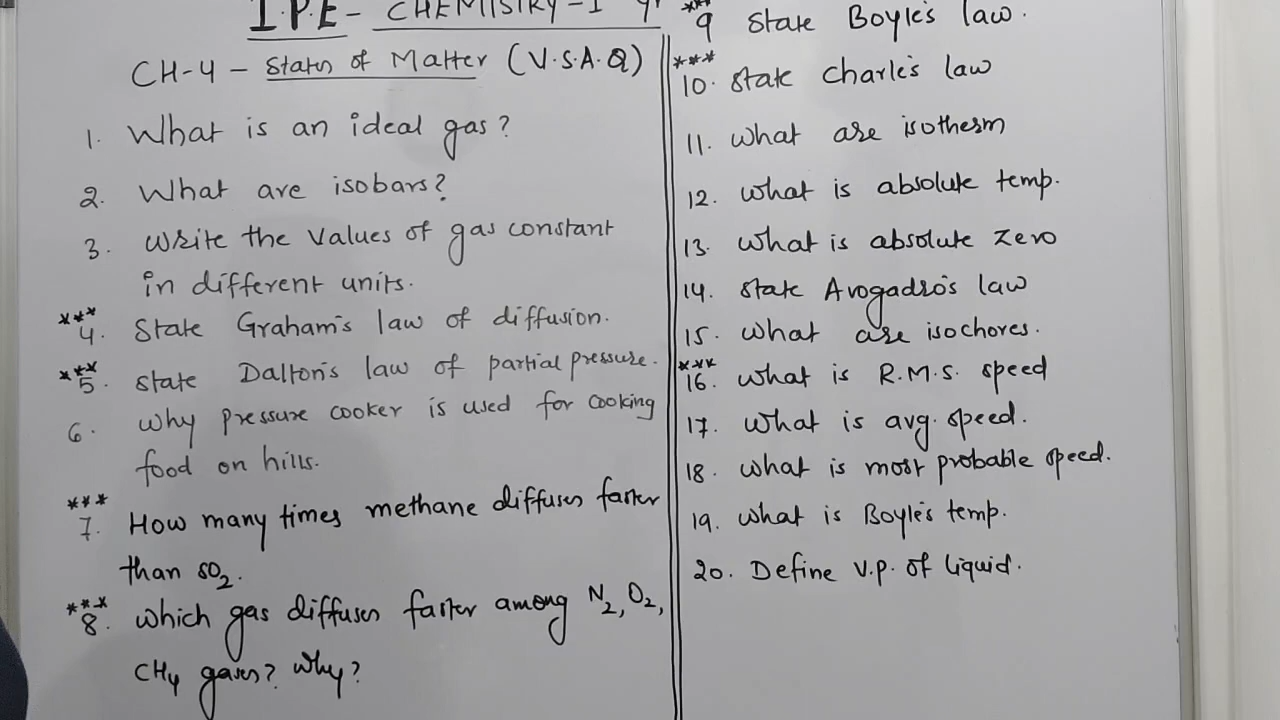 I.P.E - CHEMISTRY - I yr
CH-4 - States of Matter (V.S.A.Q)
1. What is an ideal gas?
2. What are isobars?
3. Write the values of gas constant
in different units.
***
4. State Graham's law of diffusion.
***
5. State Dalton's law of partial pressure.
6. Why pressure cooker is used for cooking
food on hills.
***
7. How many times methane diffuses faster
than SO2.
***
8. Which gas diffuses faster among N2, O2,
CH4 gases? Why?
***
9 State Boyle's law.
***
10. State Charle's law
11. What are isotherm
12. What is absolute temp.
13. What is absolute zero
14. State Avogadro's law
15. What are isochores.
***
16. What is R.M.S. speed
17. What is avg. speed.
18. What is most probable speed.
19. What is Boyle's temp.
20. Define V.p. of liquid.